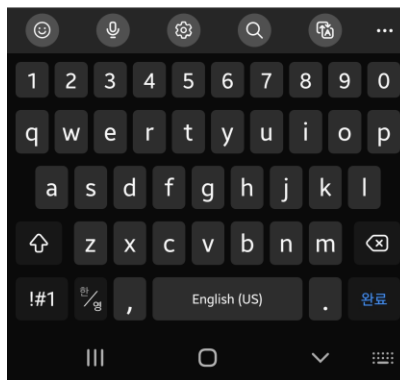 1 2 3 4 5 6 7 8 9 0
q w e r t y u i o p
a s d f g h j k l
z x c v b n m
!#1 한/영 , English (US) . 완료